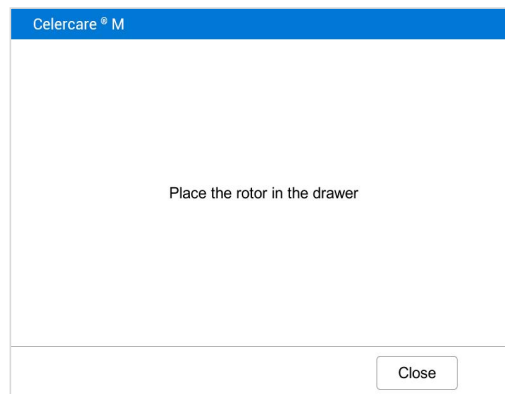 Celercare ® M
Place the rotor in the drawer
Close